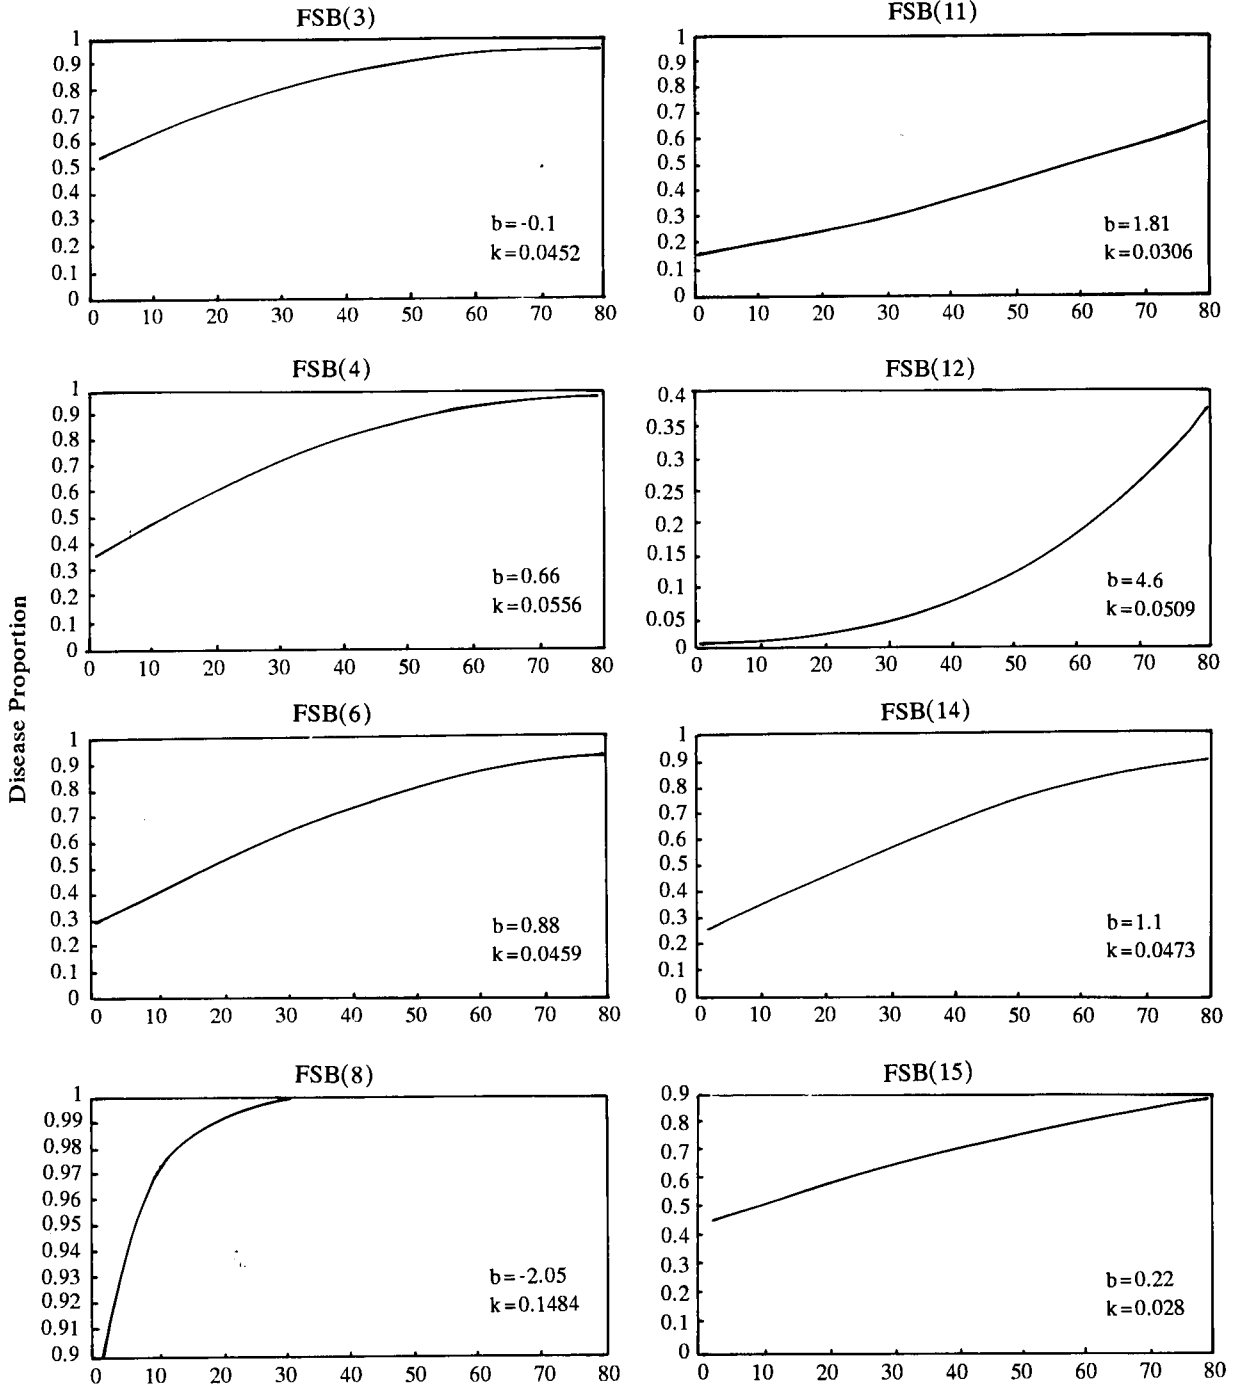 Disease Proportion
FSB(3)
1
0.9
0.8
0.7
0.6
0.5
0.4
0.3
0.2
0.1
0
b=-0.1
k=0.0452
0 10 20 30 40 50 60 70 80
FSB(11)
1
0.9
0.8
0.7
0.6
0.5
0.4
0.3
0.2
0.1
0
b=1.81
k=0.0306
0 10 20 30 40 50 60 70 80
FSB(4)
1
0.9
0.8
0.7
0.6
0.5
0.4
0.3
0.2
0.1
0
b=0.66
k=0.0556
0 10 20 30 40 50 60 70 80
FSB(12)
0.4
0.35
0.3
0.25
0.2
0.15
0.1
0.05
0
b=4.6
k=0.0509
0 10 20 30 40 50 60 70 80
FSB(6)
1
0.9
0.8
0.7
0.6
0.5
0.4
0.3
0.2
0.1
0
b=0.88
k=0.0459
0 10 20 30 40 50 60 70 80
FSB(14)
1
0.9
0.8
0.7
0.6
0.5
0.4
0.3
0.2
0.1
0
b=1.1
k=0.0473
0 10 20 30 40 50 60 70 80
FSB(8)
1
0.99
0.98
0.97
0.96
0.95
0.94
0.93
0.92
0.91
0.9
b=-2.05
k=0.1484
0 10 20 30 40 50 60 70 80
FSB(15)
0.9
0.8
0.7
0.6
0.5
0.4
0.3
0.2
0.1
0
b=0.22
k=0.028
0 10 20 30 40 50 60 70 80